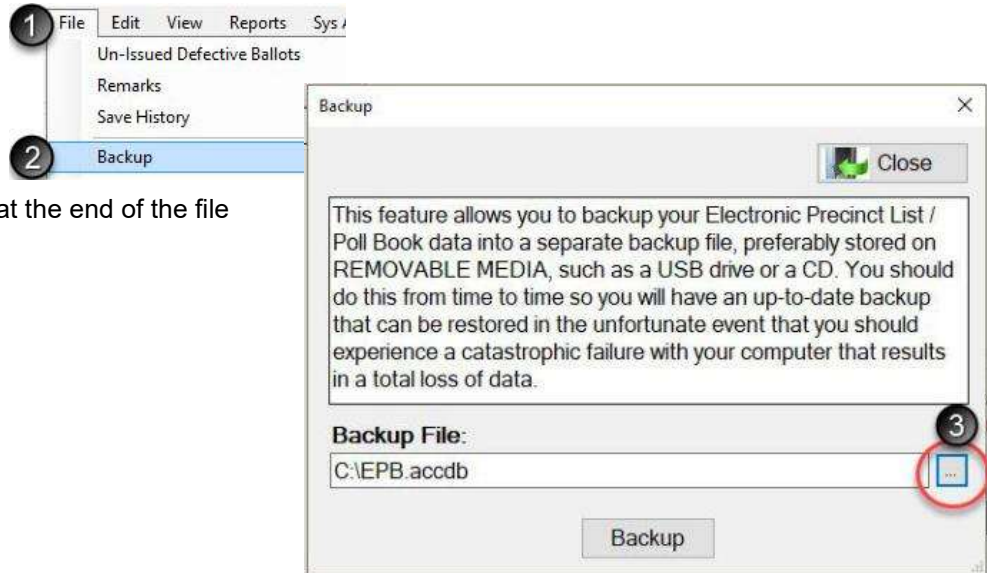 1 File Edit View Reports Sys
Un-Issued Defective Ballots
Remarks
Save History
2 Backup
at the end of the file
Backup
Close
This feature allows you to backup your Electronic Precinct List /
Poll Book data into a separate backup file, preferably stored on
REMOVABLE MEDIA, such as a USB drive or a CD. You should
do this from time to time so you will have an up-to-date backup
that can be restored in the unfortunate event that you should
experience a catastrophic failure with your computer that results
in a total loss of data.
3
Backup File:
C:\EPB.accdb
...
Backup